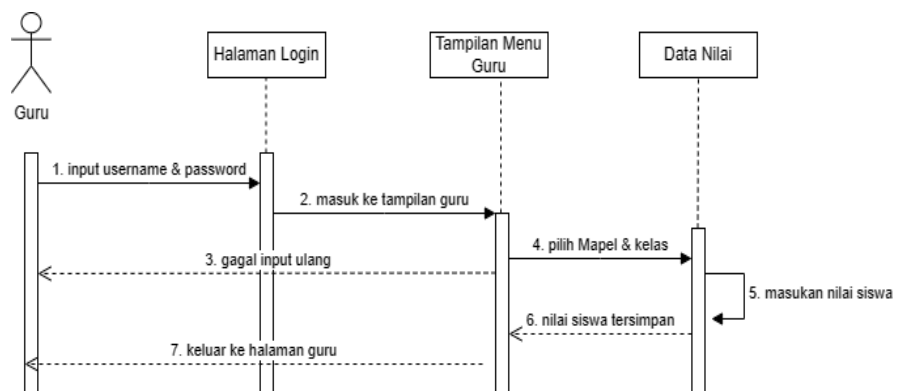 Guru
Halaman Login
Tampilan Menu
Guru
Data Nilai
1. input username & password
2. masuk ke tampilan guru
3. gagal input ulang
4. pilih Mapel & kelas
5. masukan nilai siswa
6. nilai siswa tersimpan
7. keluar ke halaman guru